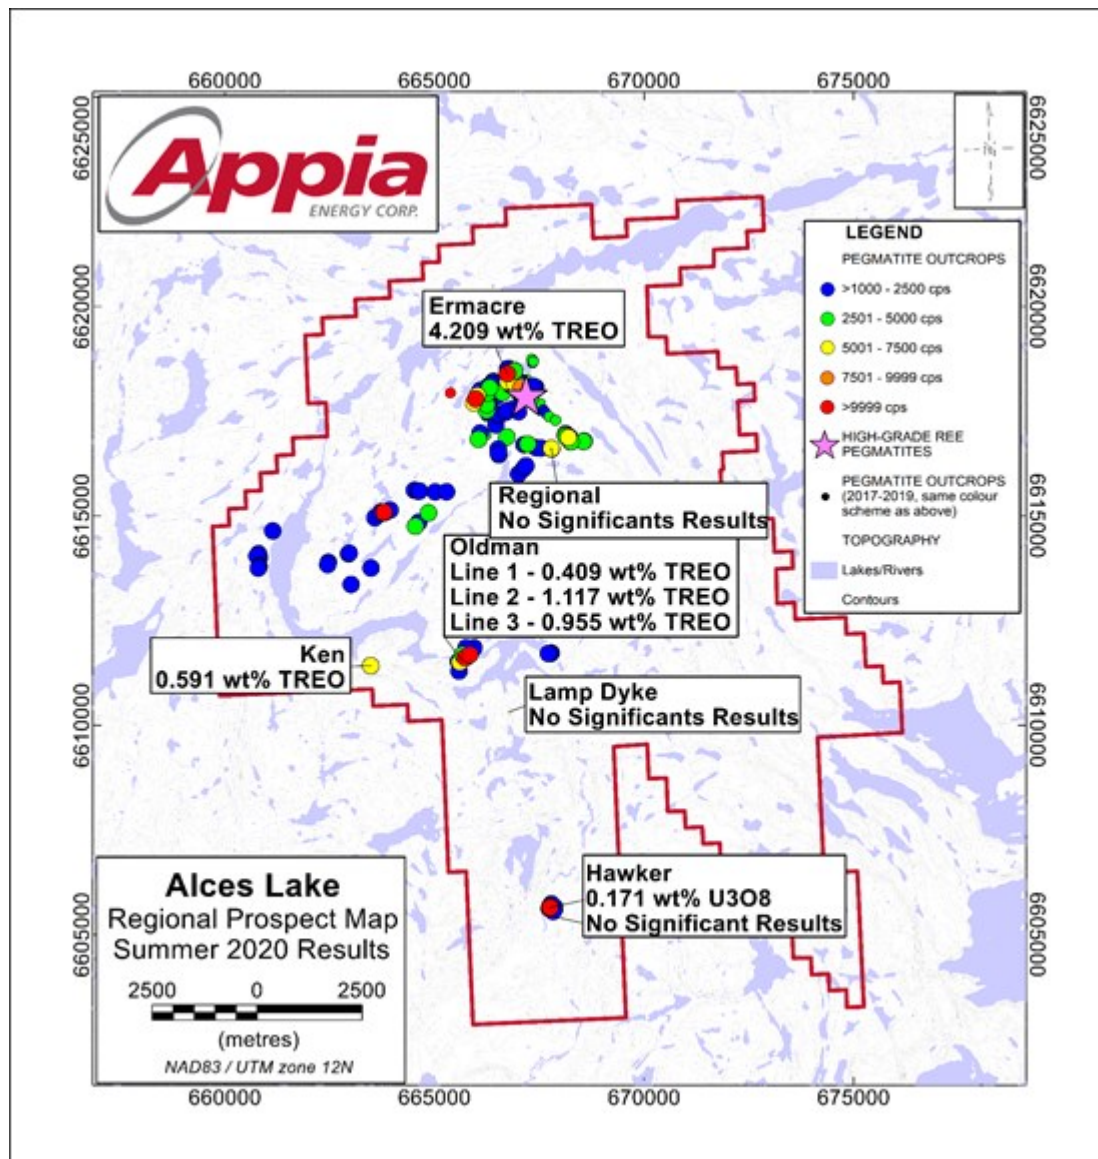 660000 665000 670000 675000
6625000
6625000
Appia
ENERGY CORP.
LEGEND
PEGMATITE OUTCROPS
>1000 - 2500 cps
2501 - 5000 cps
5001 - 7500 cps
7501 - 9999 cps
>9999 cps
HIGH-GRADE REE
PEGMATITES
PEGMATITE OUTCROPS
(2017-2019, same colour
scheme as above)
TOPOGRAPHY
Lakes/Rivers
Contours
6620000
6620000
Ermacre
4.209 wt% TREO
Regional
No Significants Results
6615000
6615000
Oldman
Line 1 - 0.409 wt% TREO
Line 2 - 1.117 wt% TREO
Line 3 - 0.955 wt% TREO
Ken
0.591 wt% TREO
Lamp Dyke
No Significants Results
6610000
6610000
Hawker
0.171 wt% U3O8
No Significant Results
6605000
6605000
Alces Lake
Regional Prospect Map
Summer 2020 Results
2500 0 2500
(metres)
NAD83 / UTM zone 12N
660000 665000 670000 675000